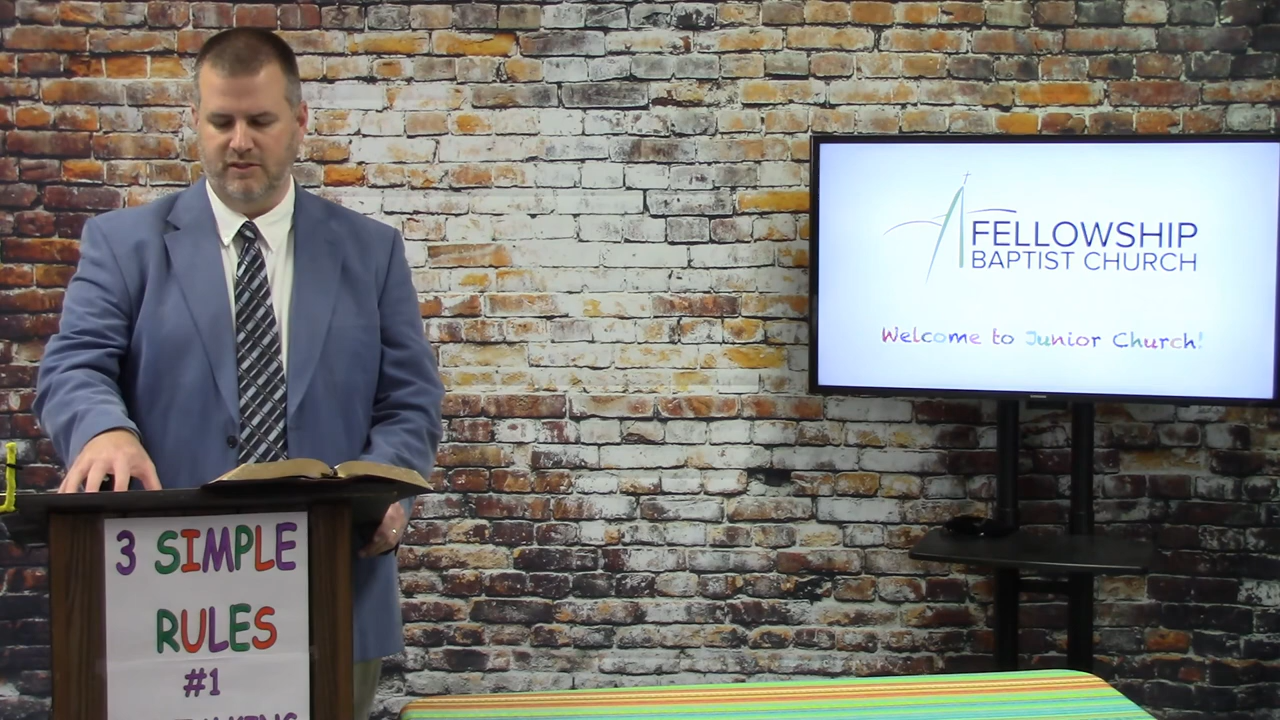 FELLOWSHIP
BAPTIST CHURCH
Welcome to Junior Church!
3 SIMPLE
RULES
#1